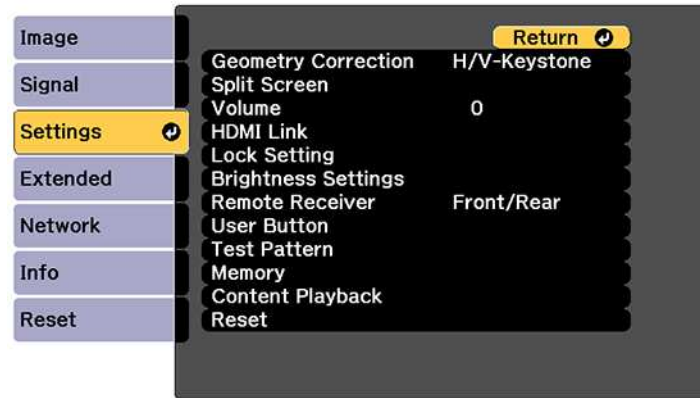 Image
Signal
Settings
Extended
Network
Info
Reset
Return
Geometry Correction H/V-Keystone
Split Screen
Volume 0
HDMI Link
Lock Setting
Brightness Settings
Remote Receiver Front/Rear
User Button
Test Pattern
Memory
Content Playback
Reset